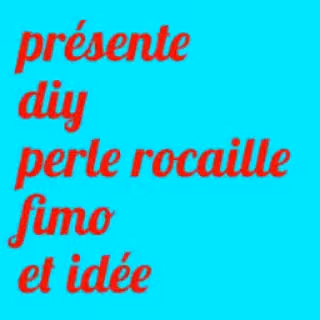 présente
diy
perle rocaille
fimo
et idée